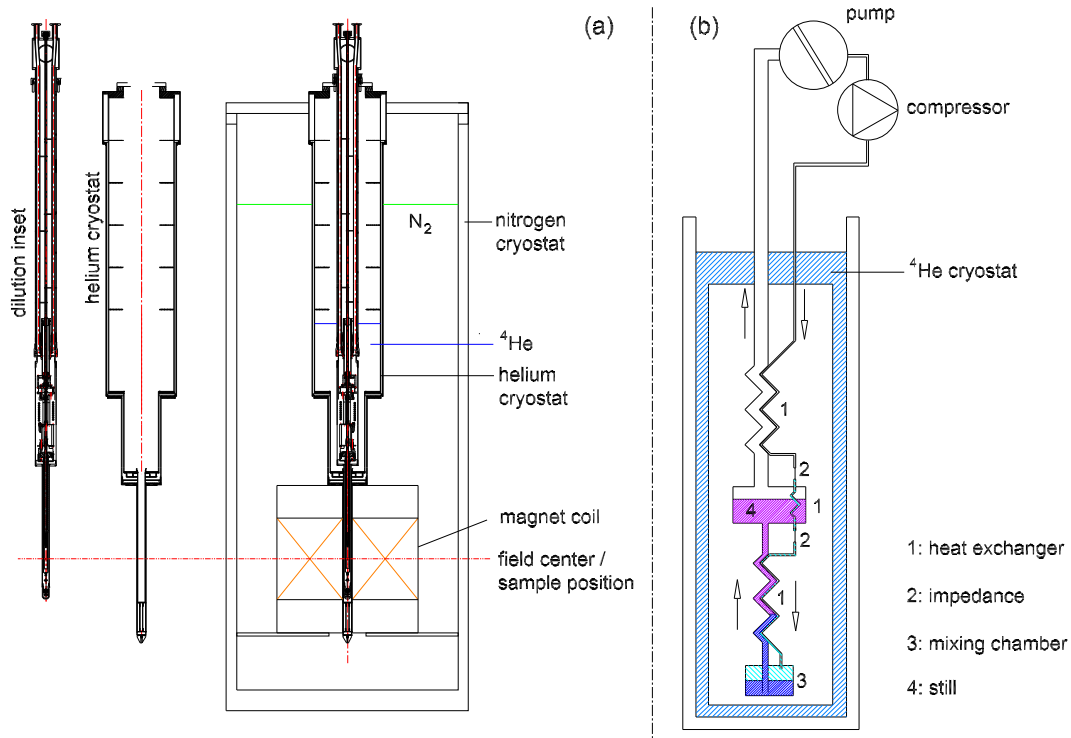 (a)
dilution inset
helium cryostat
N2
nitrogen
cryostat
4He
helium
cryostat
magnet coil
field center /
sample position
(b)
pump
compressor
4He cryostat
1
2
4
1
2
1
3
1: heat exchanger
2: impedance
3: mixing chamber
4: still